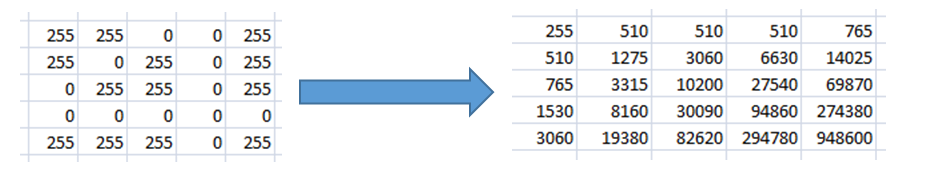 255 255 0 0 255
255 0 255 0 255
0 255 255 0 255
0 0 0 0 0
255 255 255 0 255
255 510 510 510 765
510 1275 3060 6630 14025
765 3315 10200 27540 69870
1530 8160 30090 94860 274380
3060 19380 82620 294780 948600